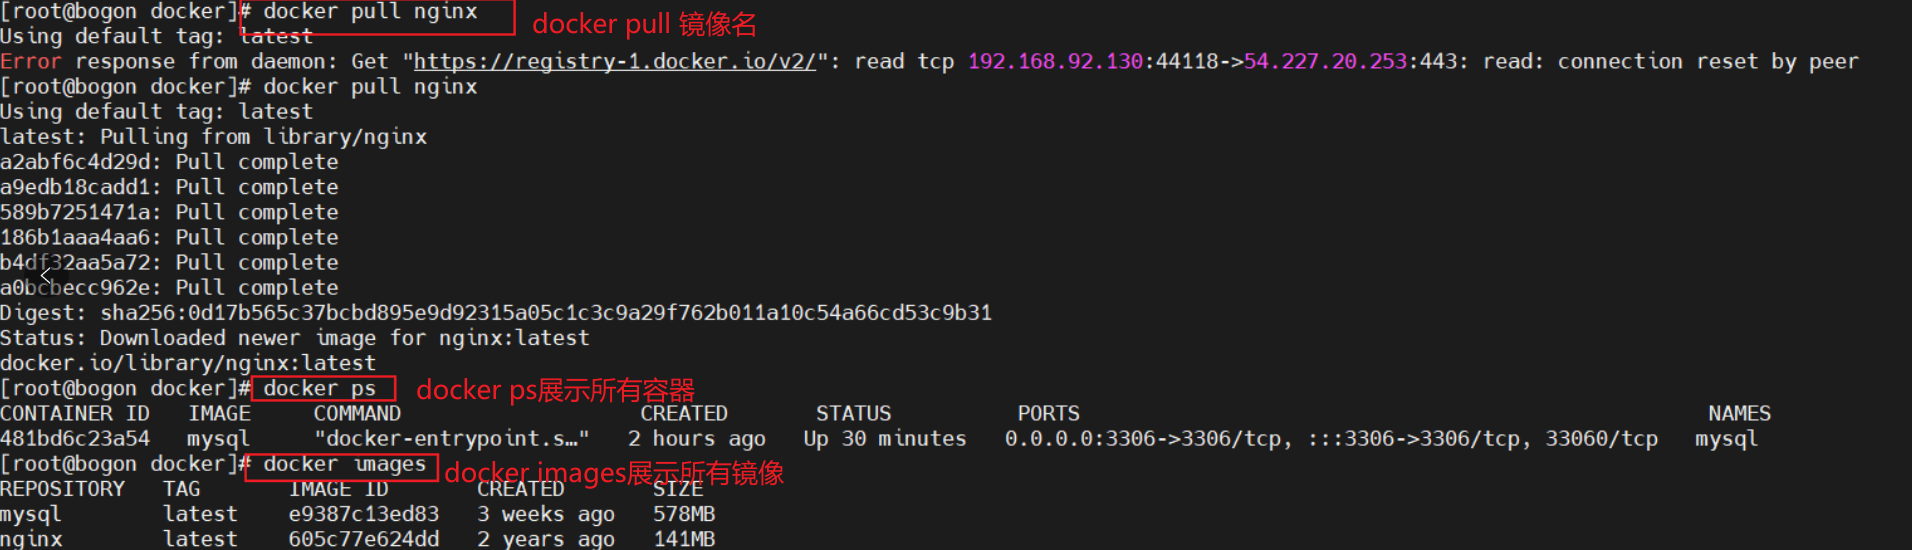 [root@bogon docker]# docker pull nginx docker pull 镜像名
Using default tag: latest
Error response from daemon: Get "https://registry-1.docker.io/v2/": read tcp 192.168.92.130:44118->54.227.20.253:443: read: connection reset by peer
[root@bogon docker]# docker pull nginx
Using default tag: latest
latest: Pulling from library/nginx
a2abf6c4d29d: Pull complete
a9edb18cadd1: Pull complete
589b7251471a: Pull complete
186b1aaa4aa6: Pull complete
b4df32aa5a72: Pull complete
a0bcbecc962e: Pull complete
Digest: sha256:0d17b565c37bcbd895e9d92315a05c1c3c9a29f762b011a10c54a66cd53c9b31
Status: Downloaded newer image for nginx:latest
docker.io/library/nginx:latest
[root@bogon docker]# docker ps docker ps展示所有容器
CONTAINER ID IMAGE COMMAND CREATED STATUS PORTS NAMES
481bd6c23a54 mysql "docker-entrypoint.s…" 2 hours ago Up 30 minutes 0.0.0.0:3306->3306/tcp, :::3306->3306/tcp, 33060/tcp mysql
[root@bogon docker]# docker images docker images展示所有镜像
REPOSITORY TAG IMAGE ID CREATED SIZE
mysql latest e9387c13ed83 3 weeks ago 578MB
nginx latest 605c77e624dd 2 years ago 141MB